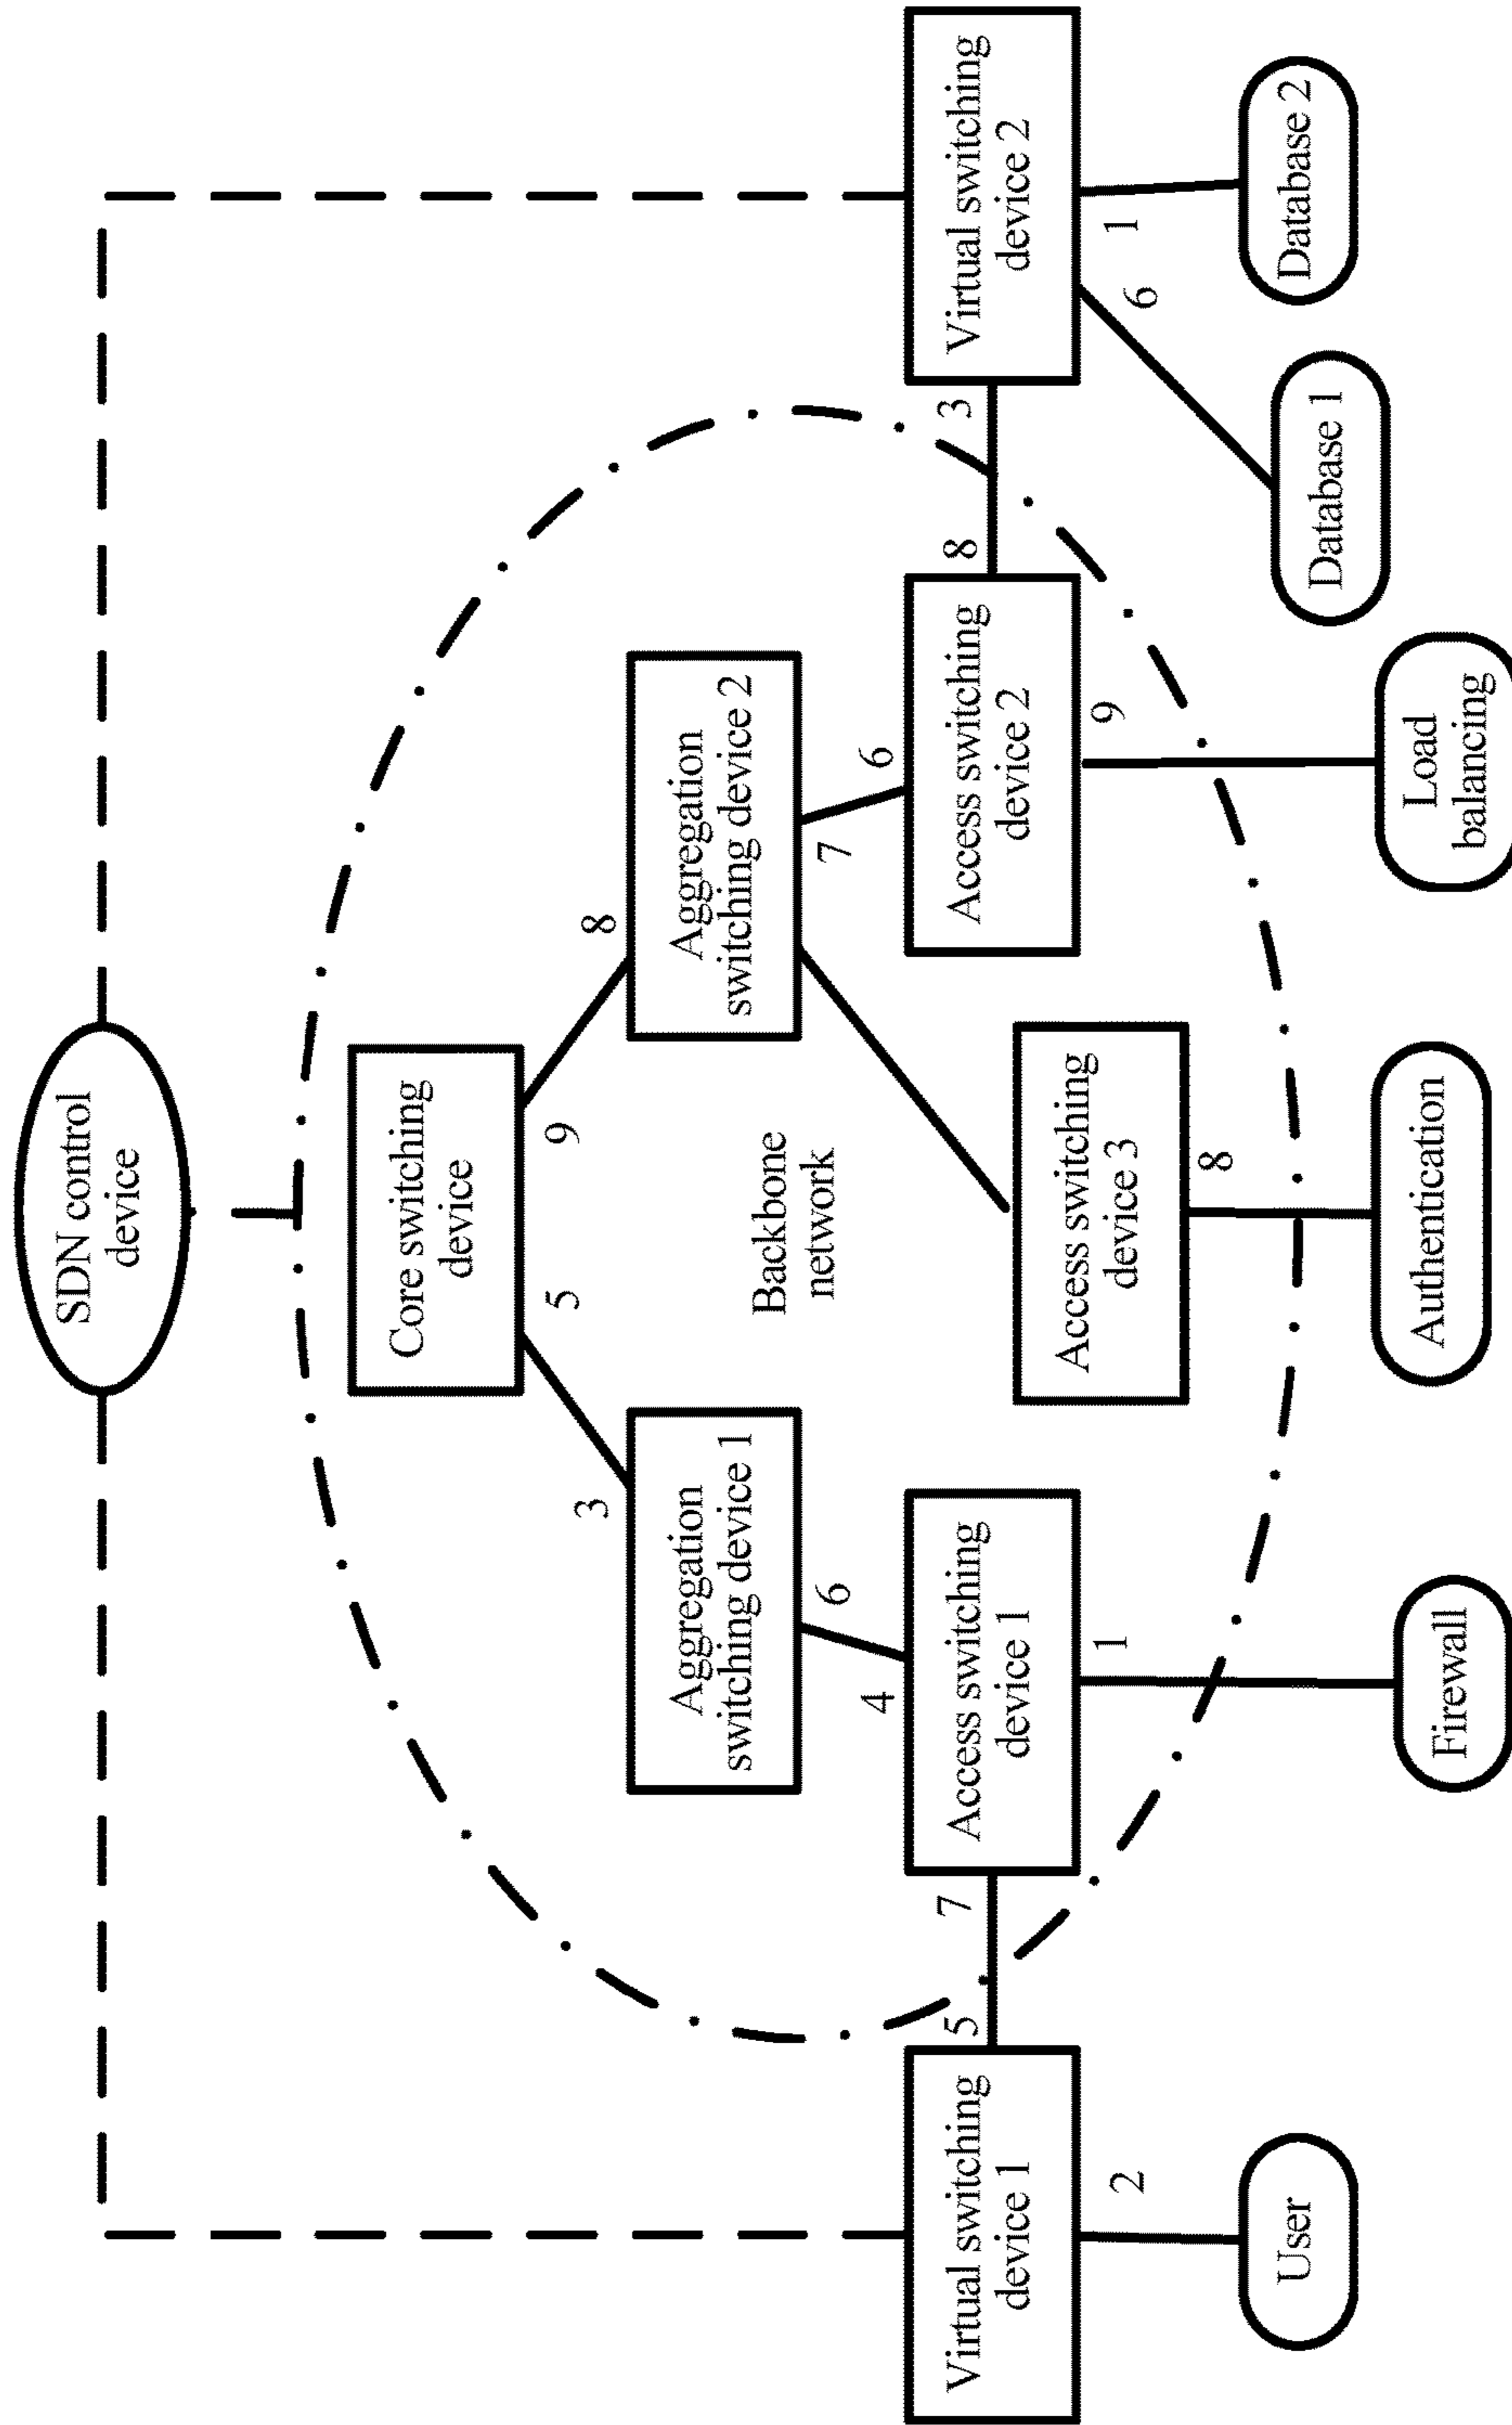 SDN control
device
Core switching
device
5
9
3
8
Aggregation
switching device 1
Aggregation
switching device 2
Backbone
network
6
7
4
6
Virtual switching
device 1
5
7
Access switching
device 1
Access switching
device 2
8
3
Virtual switching
device 2
Access switching
device 3
2
1
8
9
6
1
User
Firewall
Authentication
Load
balancing
Database 1
Database 2